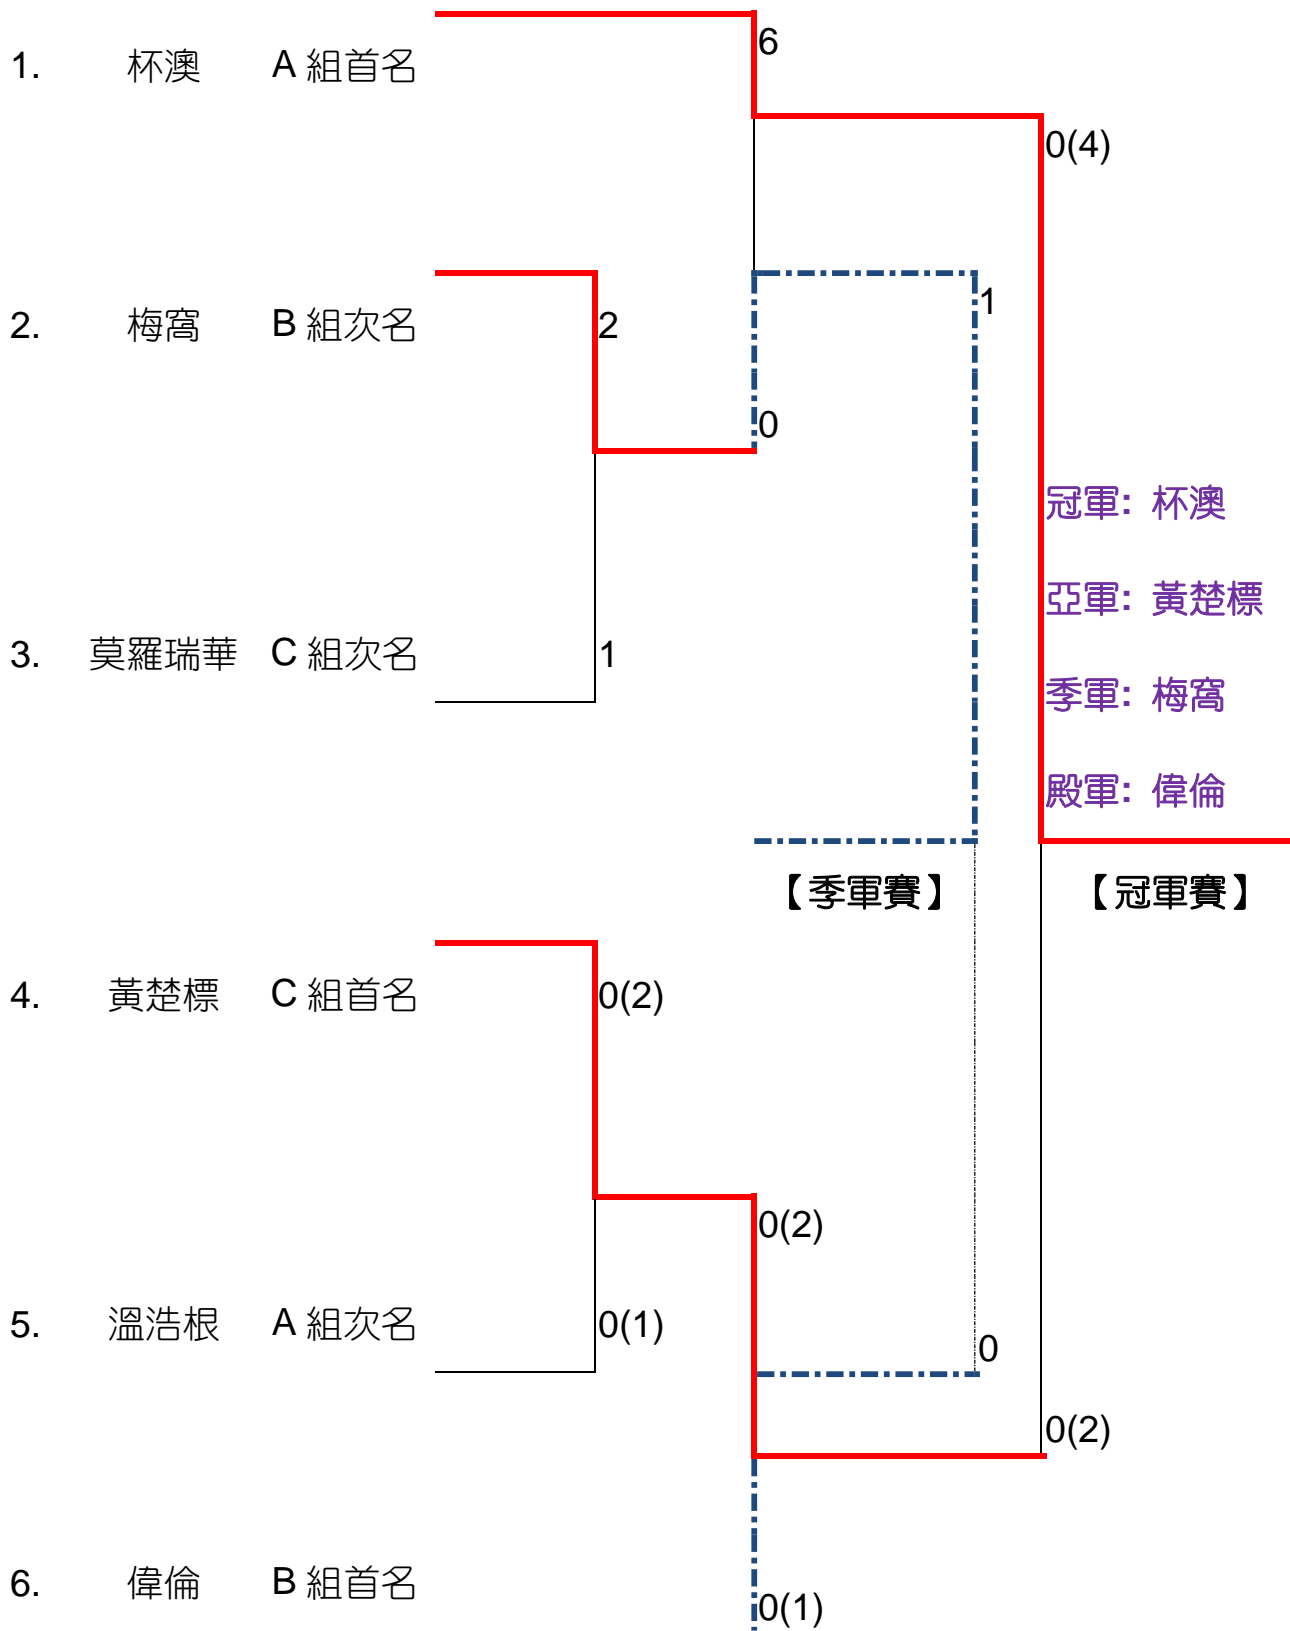 6
1. 杯澳 A 組首名
0(4)
1
2. 梅窩 B 組次名 2
0
冠軍: 杯澳
亞軍: 黃楚標
3. 莫羅瑞華 C 組次名 1
季軍: 梅窩
殿軍: 偉倫
【季軍賽】 【冠軍賽】
4. 黃楚標 C 組首名 0(2)
0(2)
5. 溫浩根 A 組次名 0(1)
0
0(2)
6. 偉倫 B 組首名
0(1)